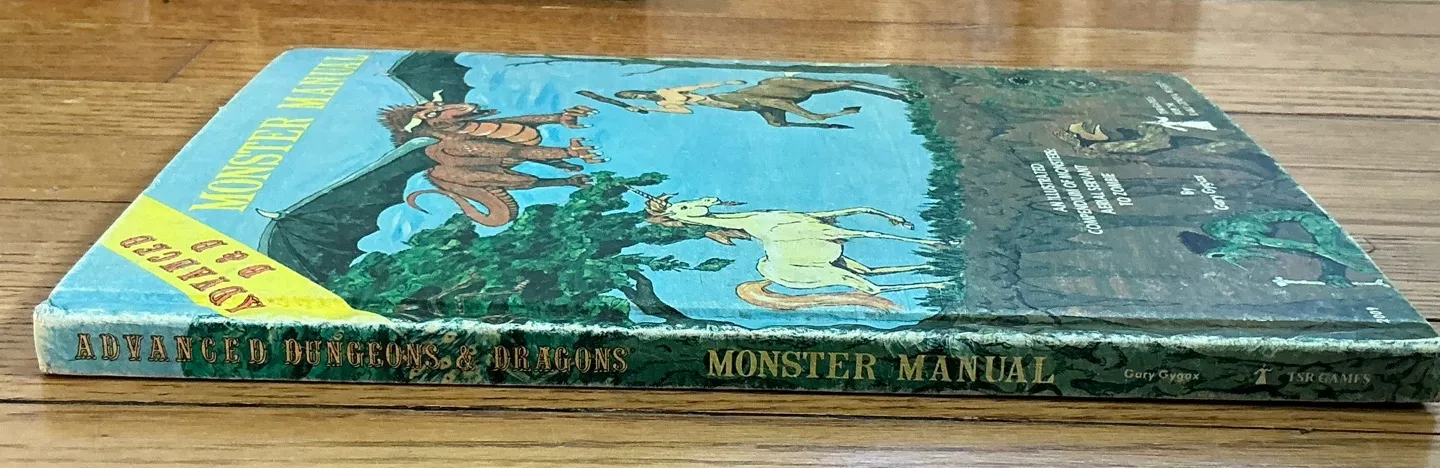 MONSTER MANUAL
ADVANCED
D & D
AN ILLUSTRATED
COMPENDIUM OF MONSTERS:
AERIAL SERVANT
TO ZOMBIE
by
Gary Gygax
2009
ADVANCED DUNGEONS & DRAGONS MONSTER MANUAL Gary Gygax TSR GAMES